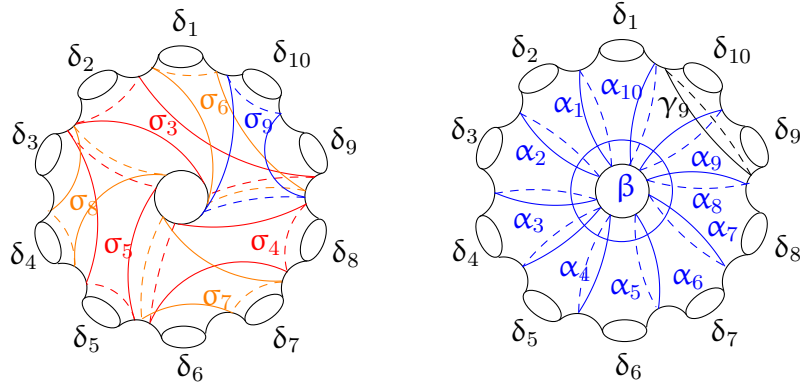 δ₁
δ₂
δ₁₀
σ₆
σ₃
σ₉
δ₃
δ₉
σ₈
σ₅
σ₄
δ₄
δ₈
σ₇
δ₅
δ₇
δ₆
δ₁
δ₂
δ₁₀
α₁₀
α₁
γ₉
δ₃
δ₉
α₂
α₉
β
α₈
α₃
α₇
δ₄
δ₈
α₄
α₅
α₆
δ₅
δ₇
δ₆